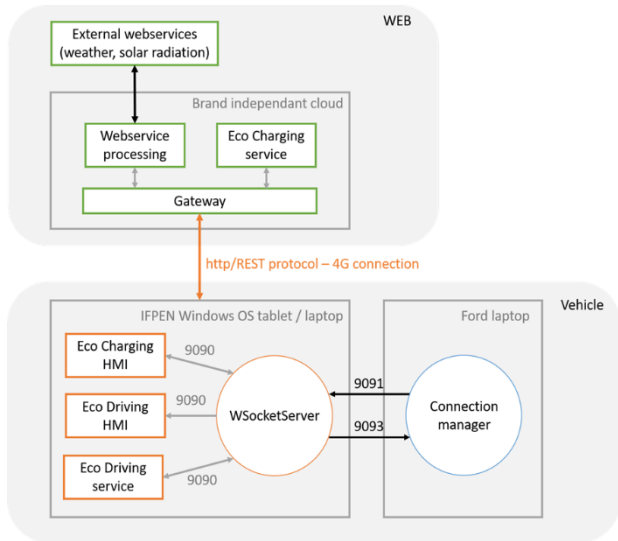 WEB
External webservices
(weather, solar radiation)
Brand independant cloud
Webservice
processing
Eco Charging
service
Gateway
http/REST protocol – 4G connection
Vehicle
IFPEN Windows OS tablet / laptop
Ford laptop
Eco Charging
HMI
9090
Eco Driving
HMI
9090
WSocketServer
9091
9093
Connection
manager
Eco Driving
service
9090